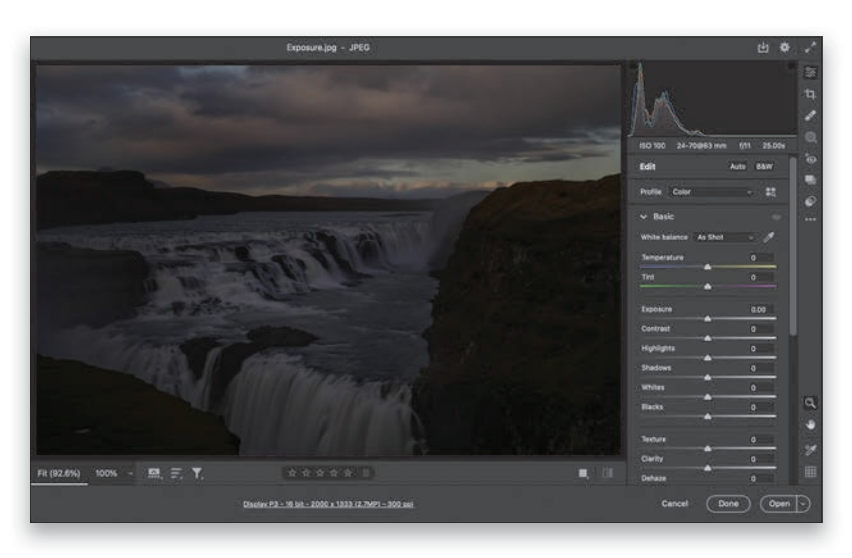 Exposure.jpg - JPEG
ISO 100 24-70@63 mm f/11 25.00s
Edit Auto B&W
Profile Color
Basic
White balance As Shot
Temperature 0
Tint 0
Exposure 0.00
Contrast 0
Highlights 0
Shadows 0
Whites 0
Blacks 0
Texture 0
Clarity 0
Dehaze 0
Fit (92.6%) 100%
Display P3 - 16 bit - 2000 x 1333 (2.7MP) - 300 ppi
Cancel Done Open